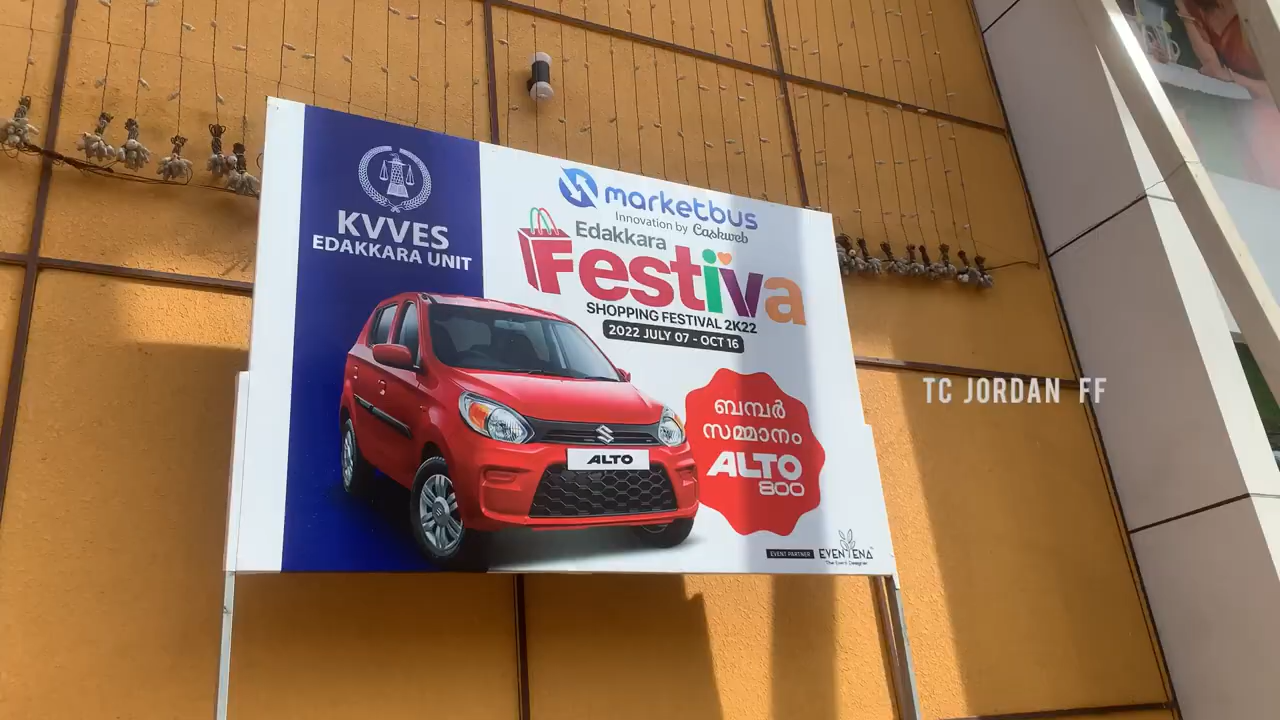 KVVES
EDAKKARA UNIT
marketbus
Innovation by Caskweb
Edakkara
Festiva
SHOPPING FESTIVAL 2K22
2022 JULY 07 - OCT 16
ബമ്പർ
സമ്മാനം
ALTO
800
ALTO
EVENT PARTNER
EVENTENA
The Event Designer
TC JORDAN FF